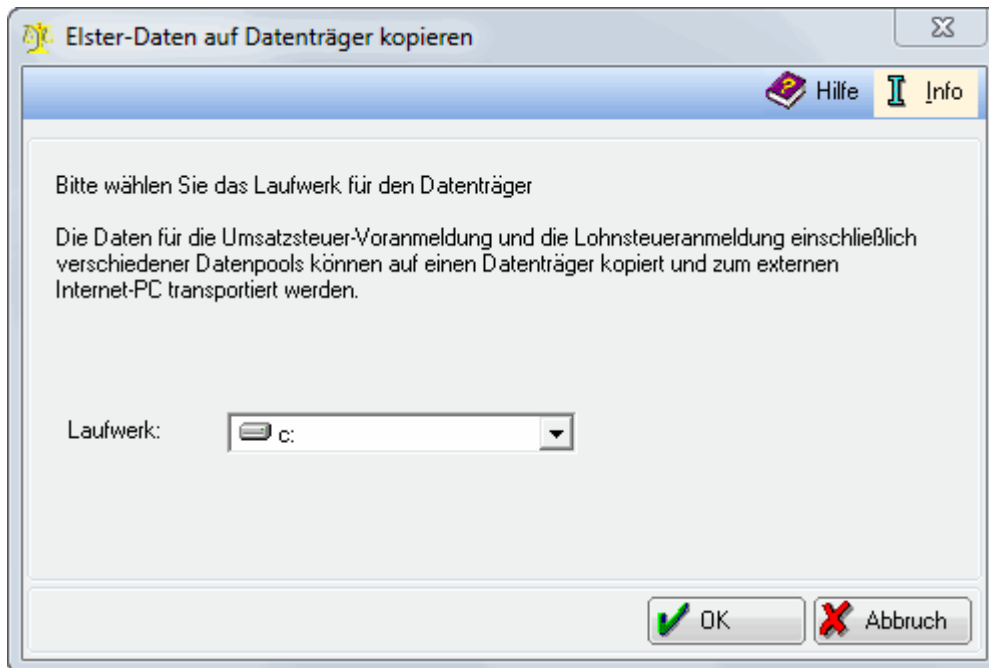 Elster-Daten auf Datenträger kopieren
Hilfe Info
Bitte wählen Sie das Laufwerk für den Datenträger
Die Daten für die Umsatzsteuer-Voranmeldung und die Lohnsteueranmeldung einschließlich
verschiedener Datenpools können auf einen Datenträger kopiert und zum externen
Internet-PC transportiert werden.
Laufwerk: c:
OK Abbruch